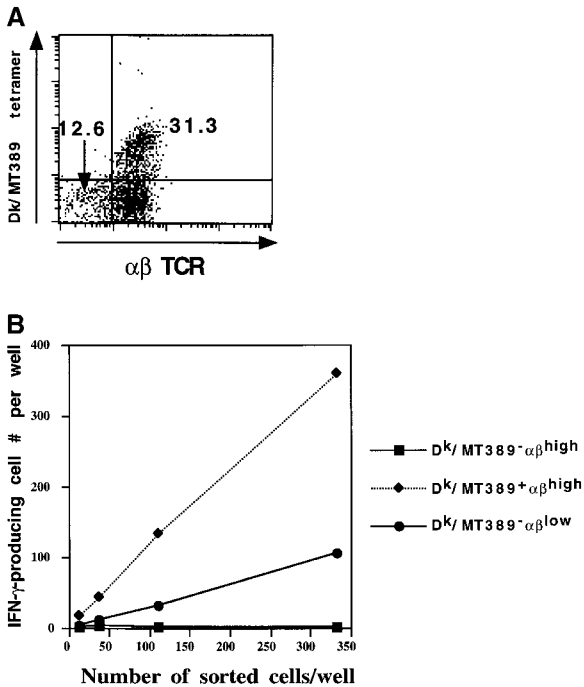 A
Dk/MT389 tetramer
12.6
31.3
αβ TCR
B
IFN-γ-producing cell # per well
400
300
200
100
0
0 50 100 150 200 250 300 350
Number of sorted cells/well
Dk/MT389-αβhigh
Dk/MT389+αβhigh
Dk/MT389-αβlow